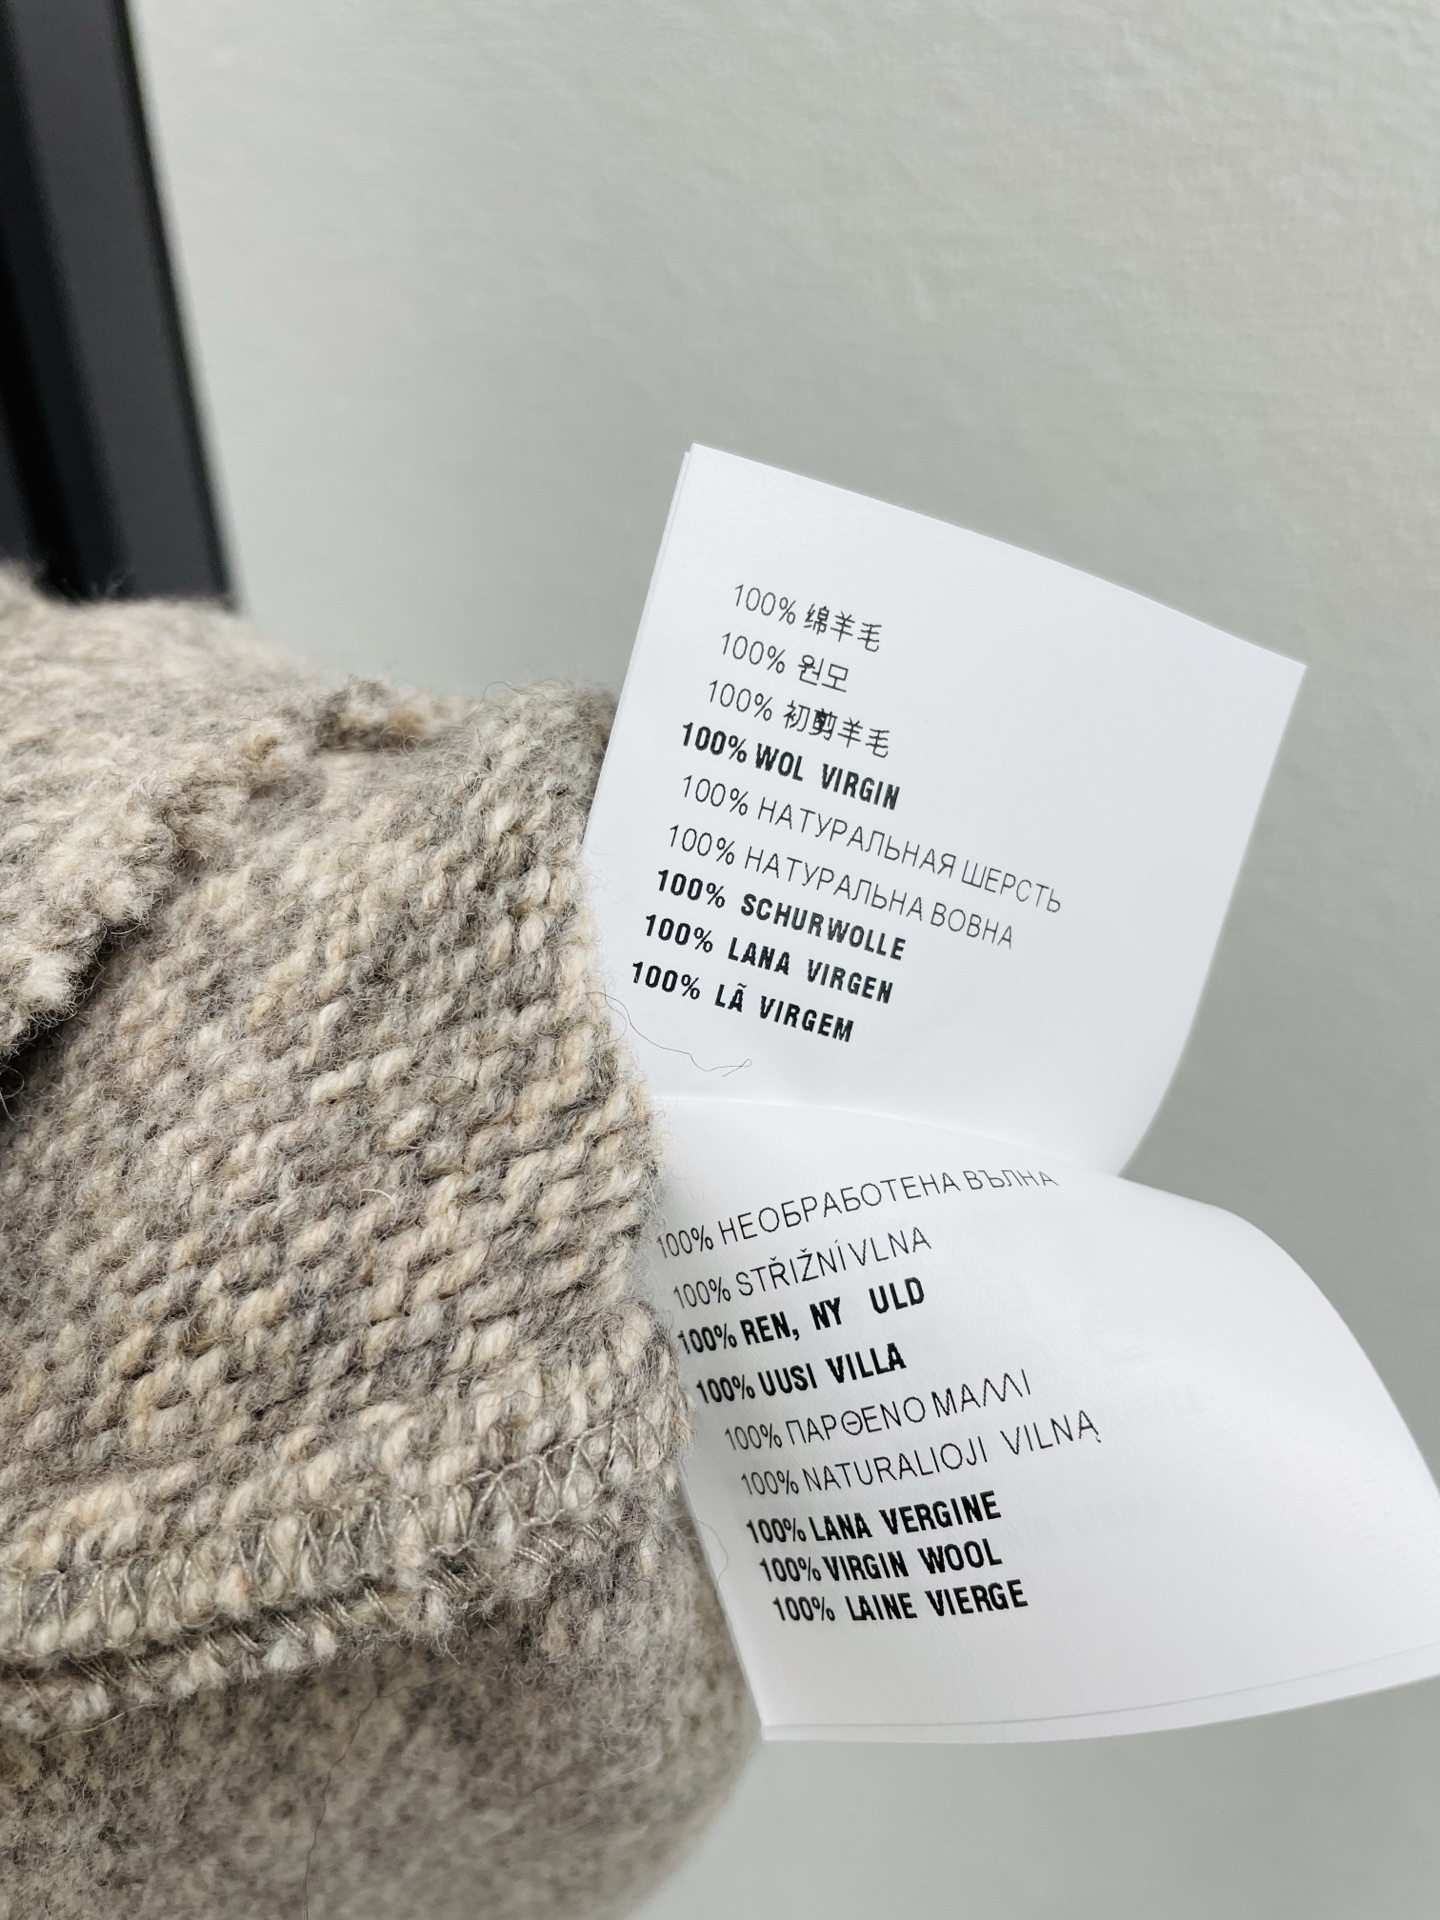 100% 绵羊毛
100% 원모
100% 初剪羊毛
100% WOL VIRGIN
100% НАТУРАЛЬНАЯ ШЕРСТЬ
100% НАТУРАЛЬНА ВОВНА
100% SCHURWOLLE
100% LANA VIRGEN
100% LÃ VIRGEM
100% НЕОБРАБОТЕНА ВЪЛНА
100% STŘIŽNÍ VLNA
100% REN, NY ULD
100% UUSI VILLA
100% ΠΑΡΘΕΝΟ ΜΑΛΛΙ
100% NATURALIOJI VILNĄ
100% LANA VERGINE
100% VIRGIN WOOL
100% LAINE VIERGE